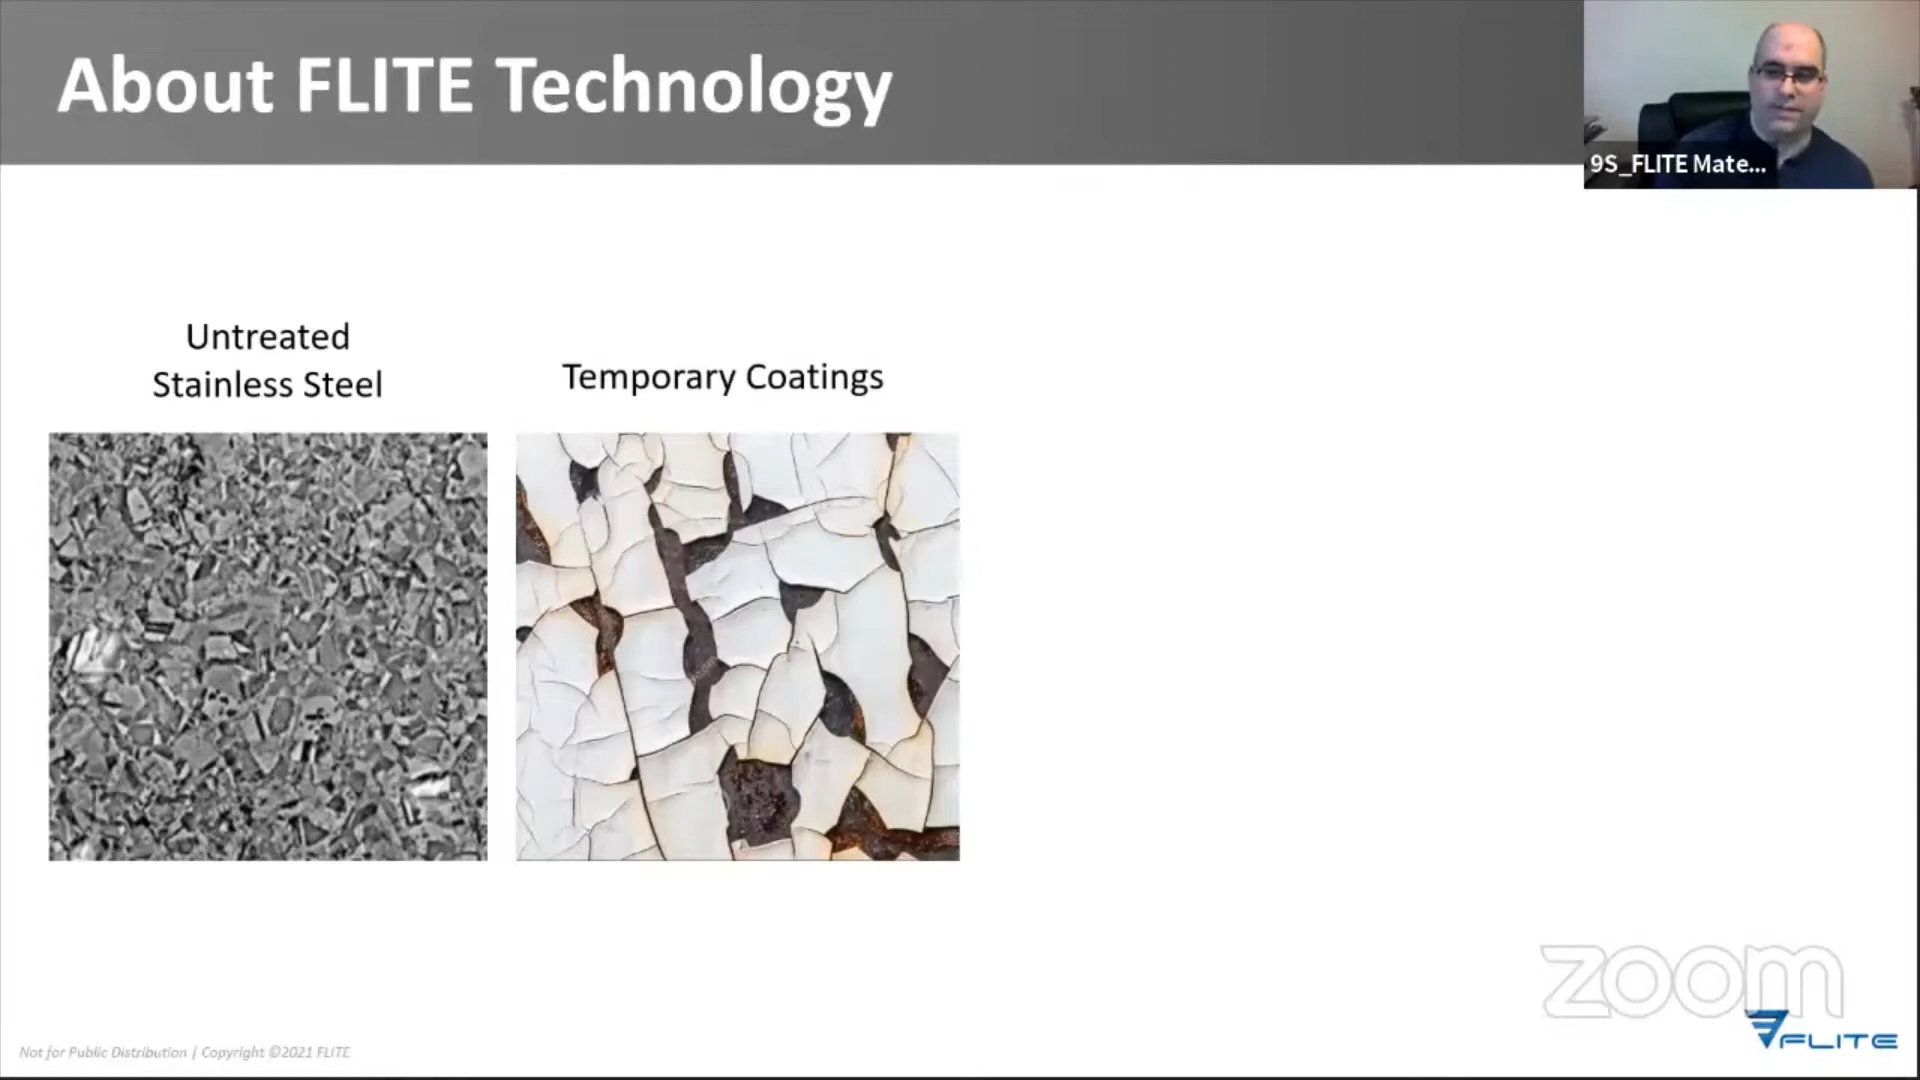 About FLITE Technology
9S_FLITE Mate...
Untreated
Stainless Steel
Temporary Coatings
zoom
FLITE
Not for Public Distribution | Copyright ©2021 FLITE